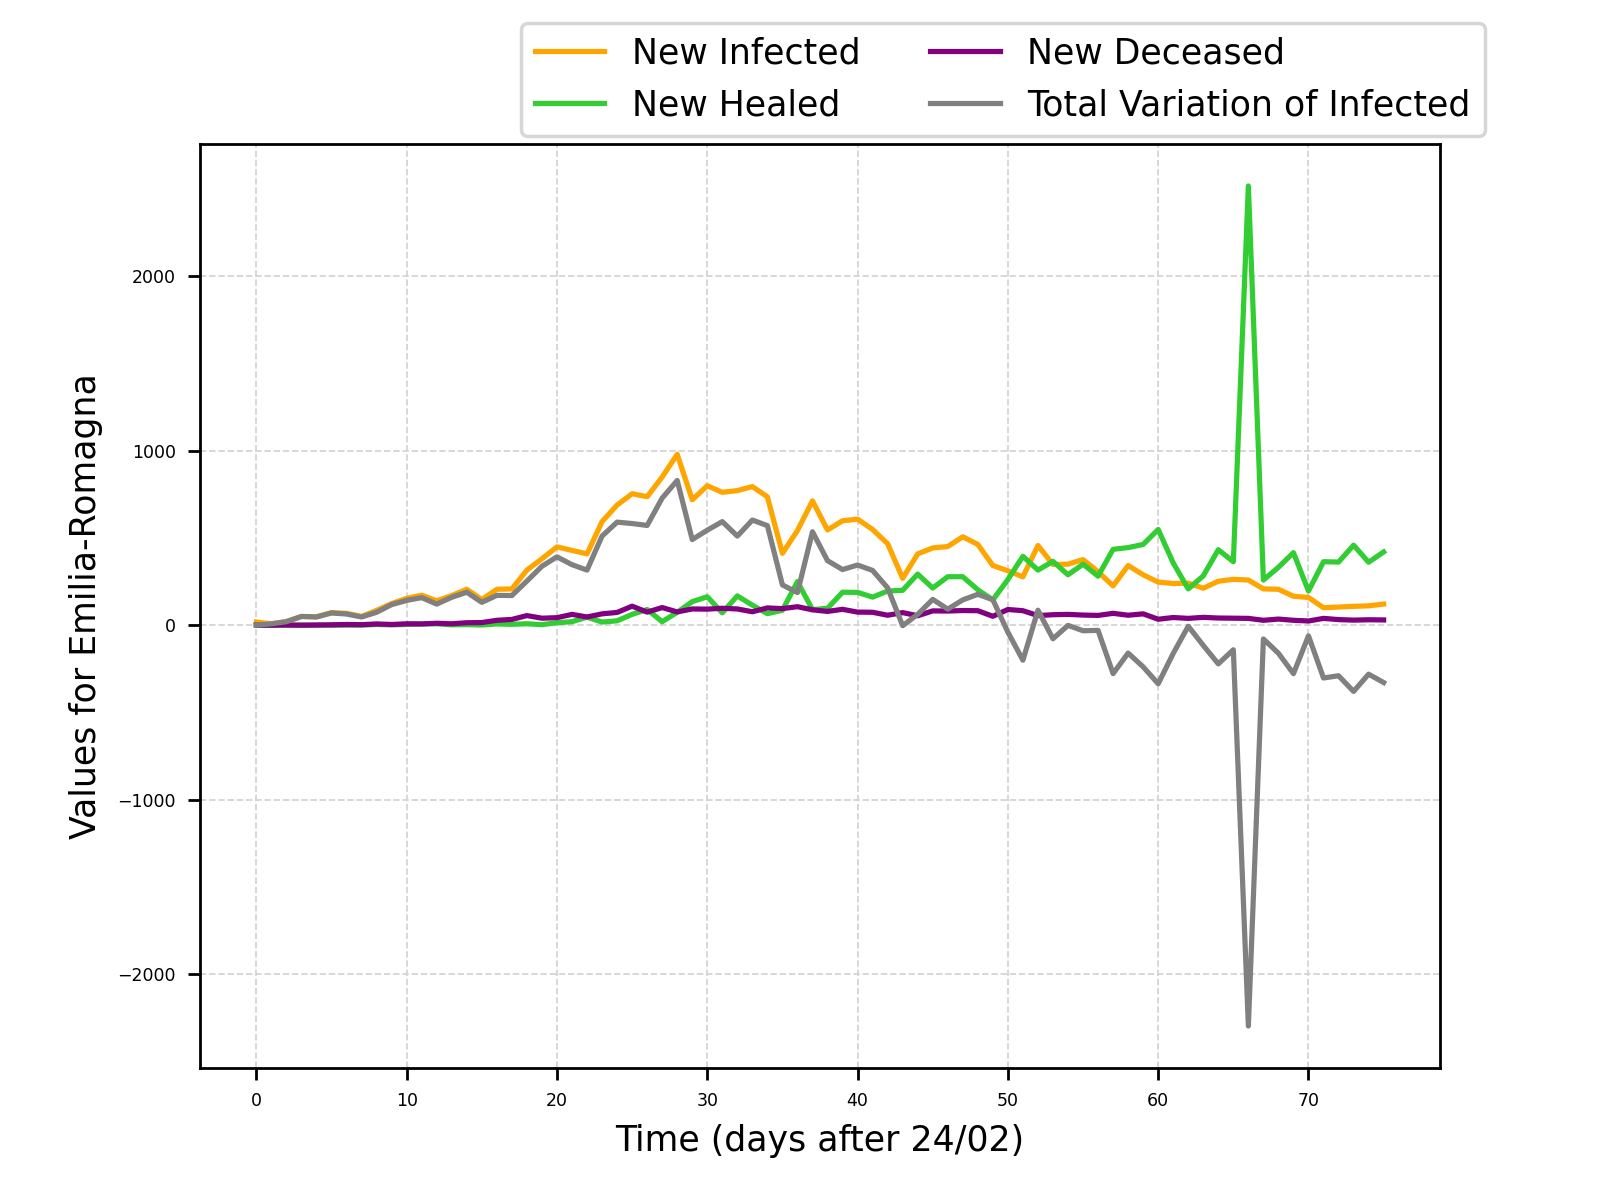 New Infected
New Healed
New Deceased
Total Variation of Infected
Values for Emilia-Romagna
2000
1000
0
−1000
−2000
0 10 20 30 40 50 60 70
Time (days after 24/02)